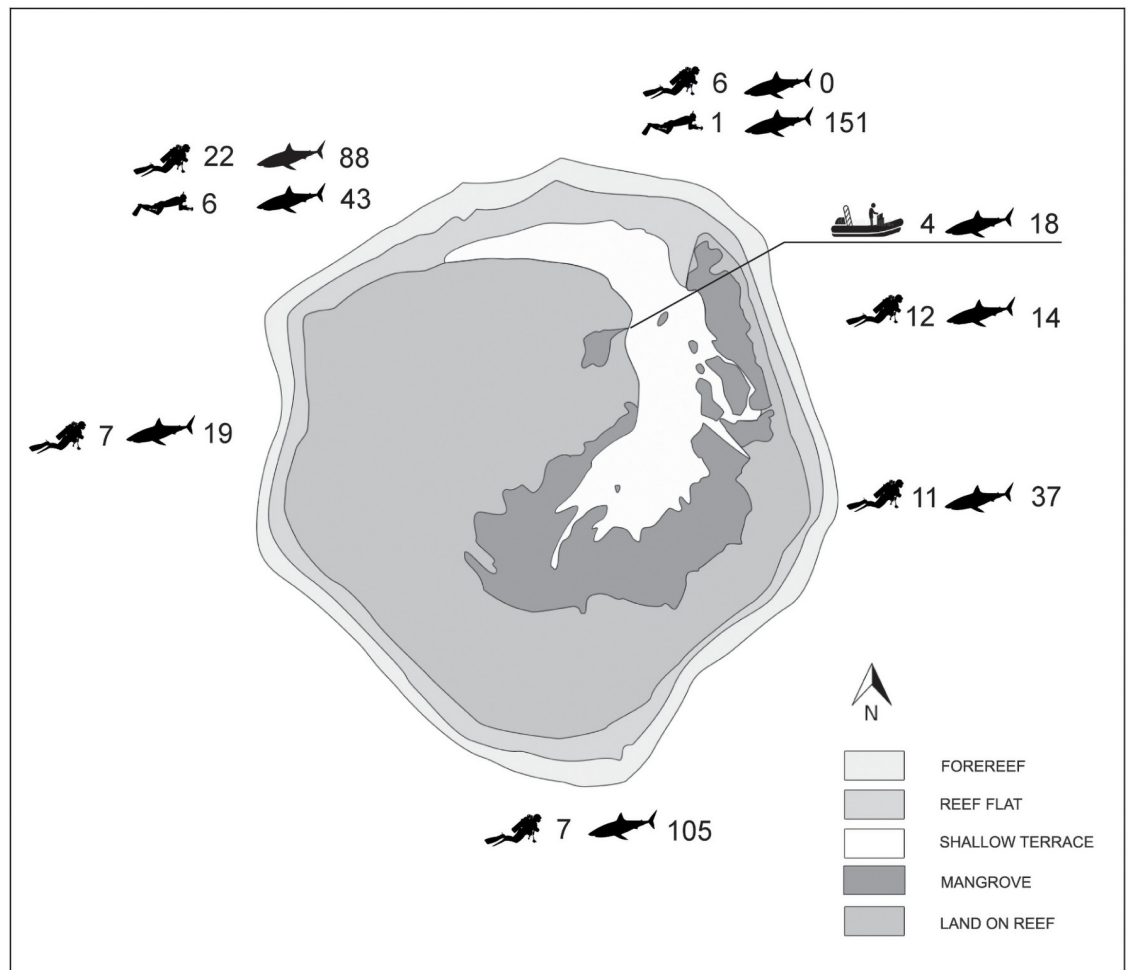 6 0
1 151
22 88
6 43
4 18
12 14
7 19
11 37
7 105
N
FOREREEF
REEF FLAT
SHALLOW TERRACE
MANGROVE
LAND ON REEF